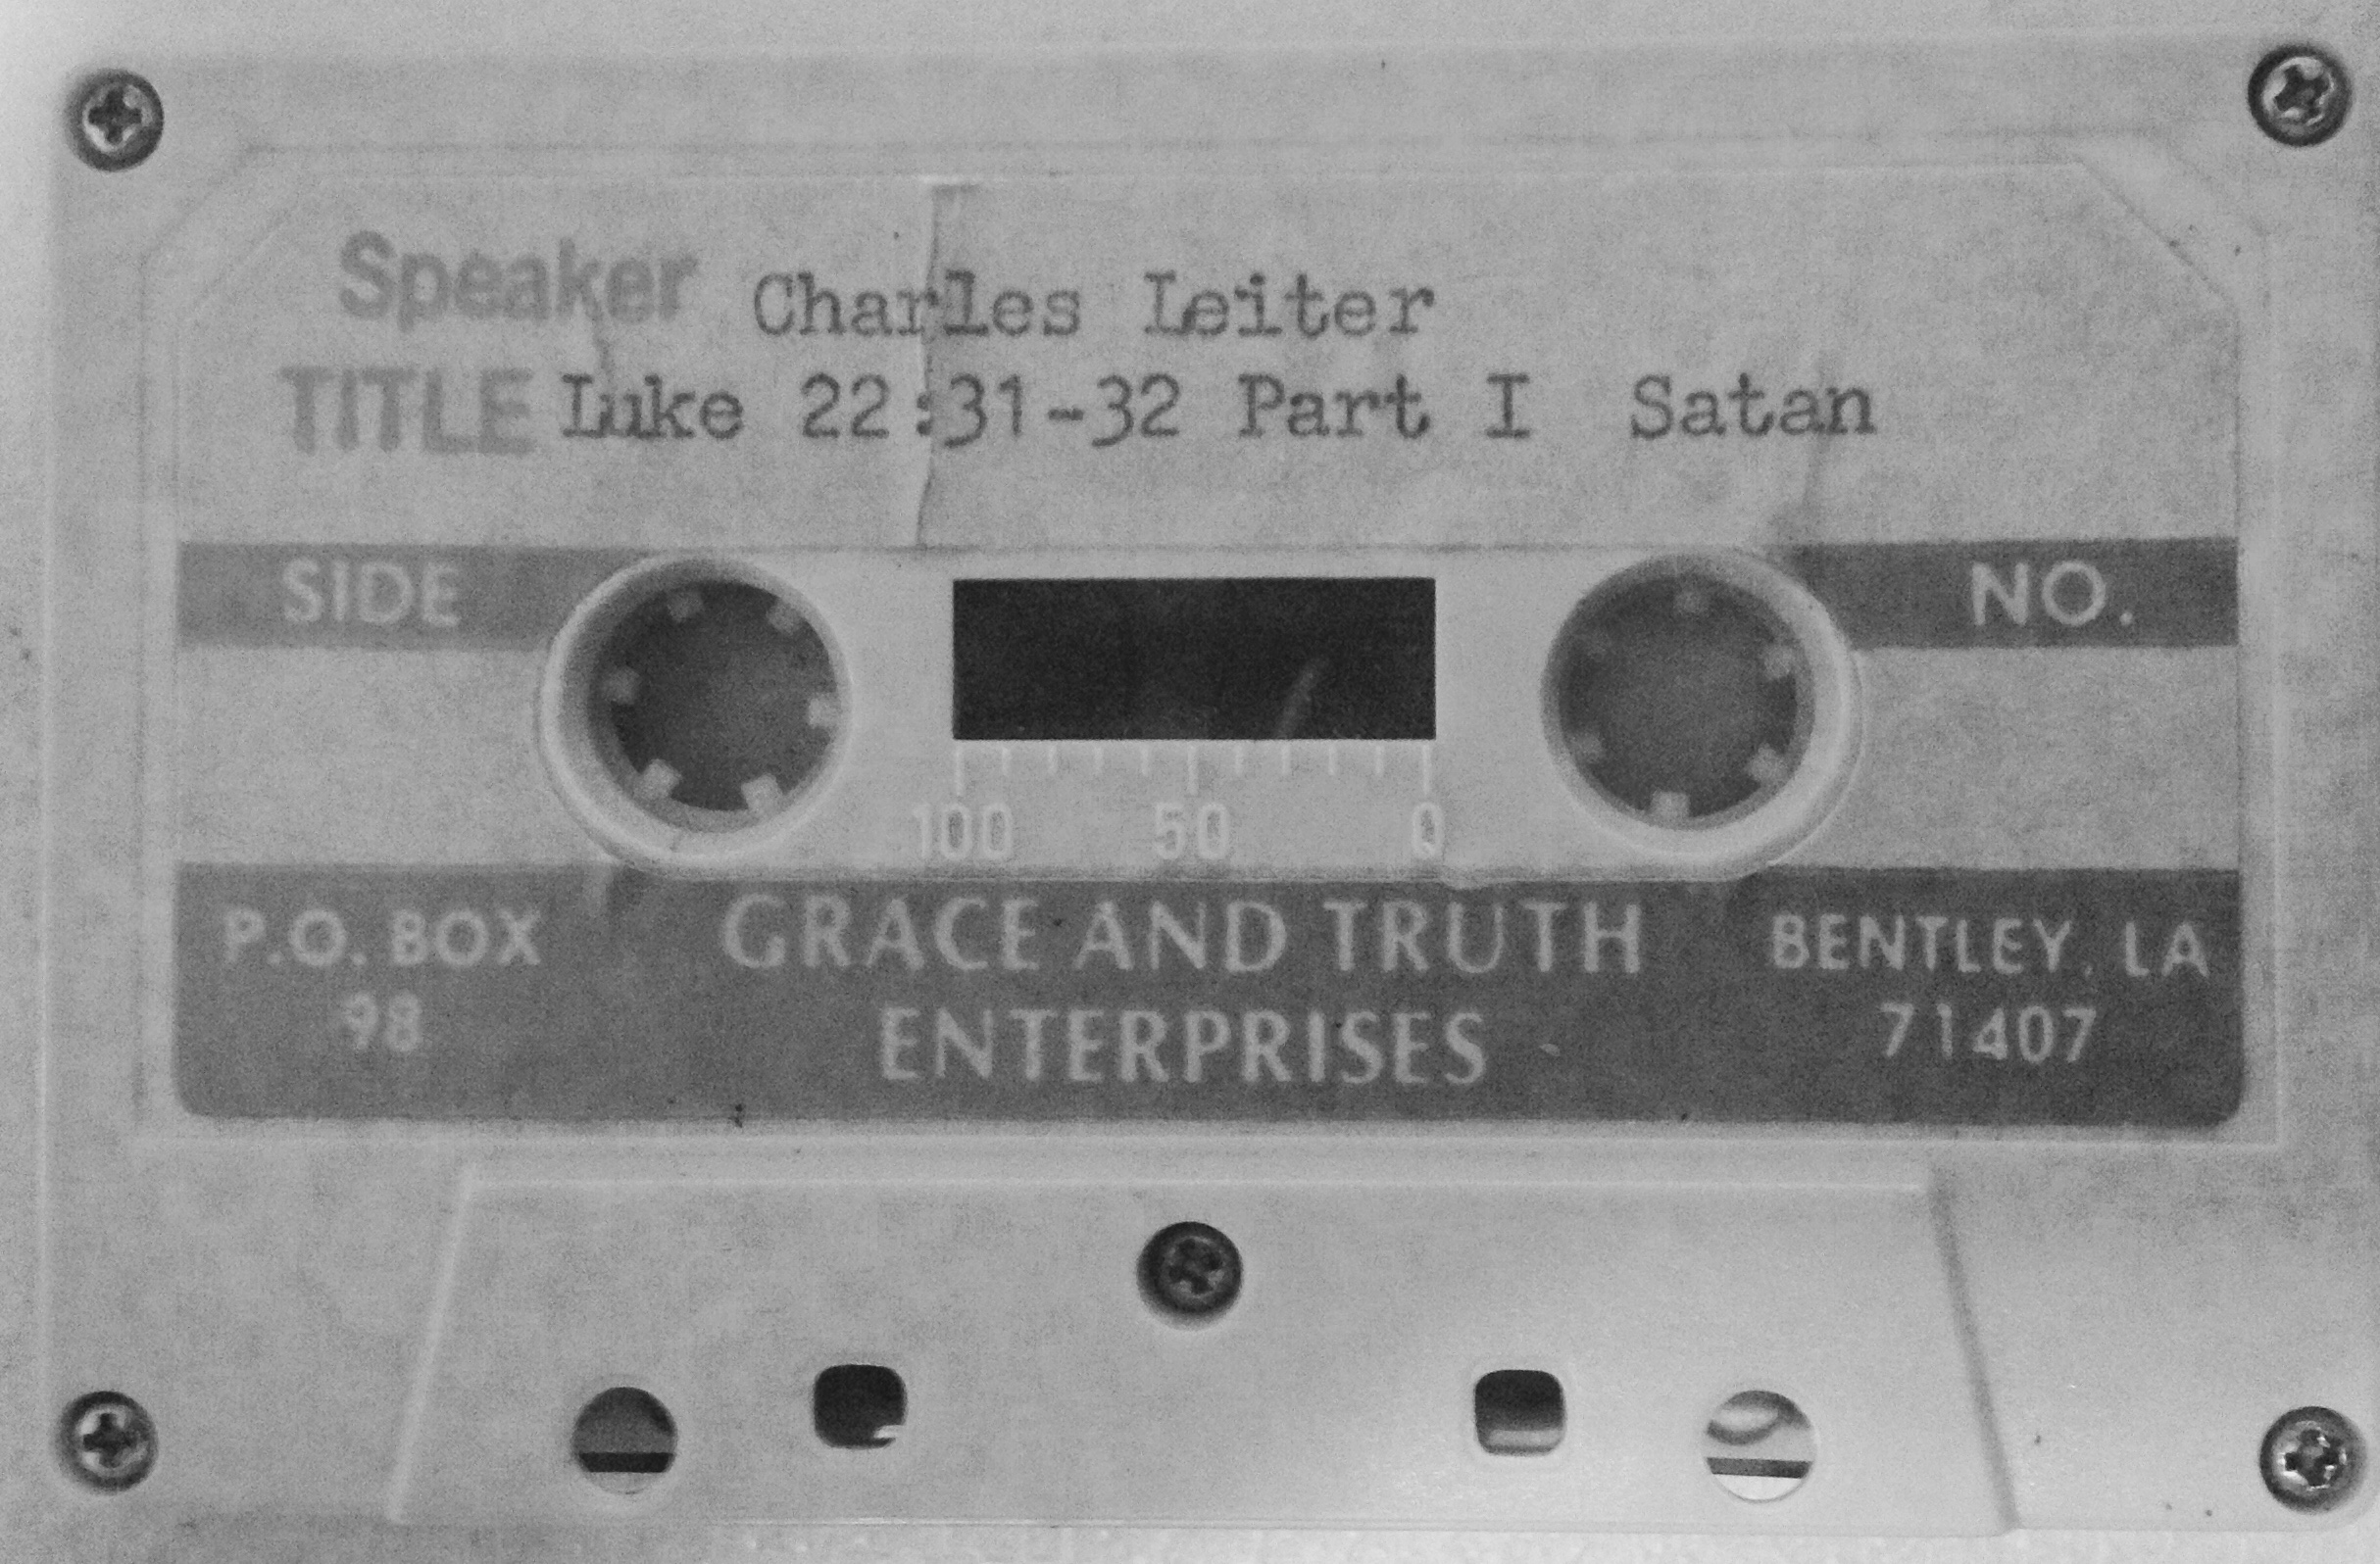 Speaker Charles Leiter
TITLE Luke 22:31-32 Part I Satan
SIDE
NO.
100 50 0
P.O. BOX
98
GRACE AND TRUTH
ENTERPRISES
BENTLEY, LA
71407